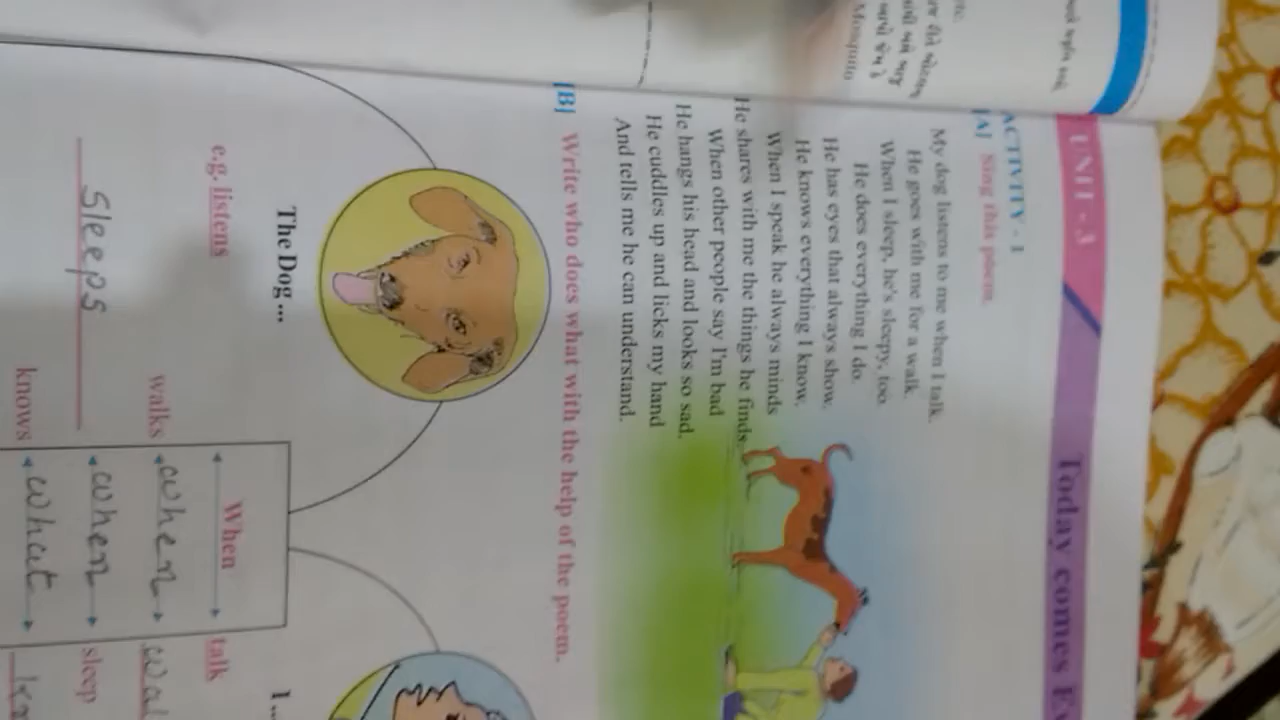 UNIT - 3
Today comes
ACTIVITY - 1
[A] Sing this poem.
My dog listens to me when I talk.
He goes with me for a walk.
When I sleep, he's sleepy, too.
He does everything I do.
He has eyes that always show.
He knows everything I know.
When I speak he always minds
He shares with me the things he finds.
When other people say I'm bad
He hangs his head and looks so sad.
He cuddles up and licks my hand
And tells me he can understand.
[B] Write who does what with the help of the poem.
The Dog... I...
e.g. listens When talk
walks when
sleeps when sleep
knows what
Mosquito